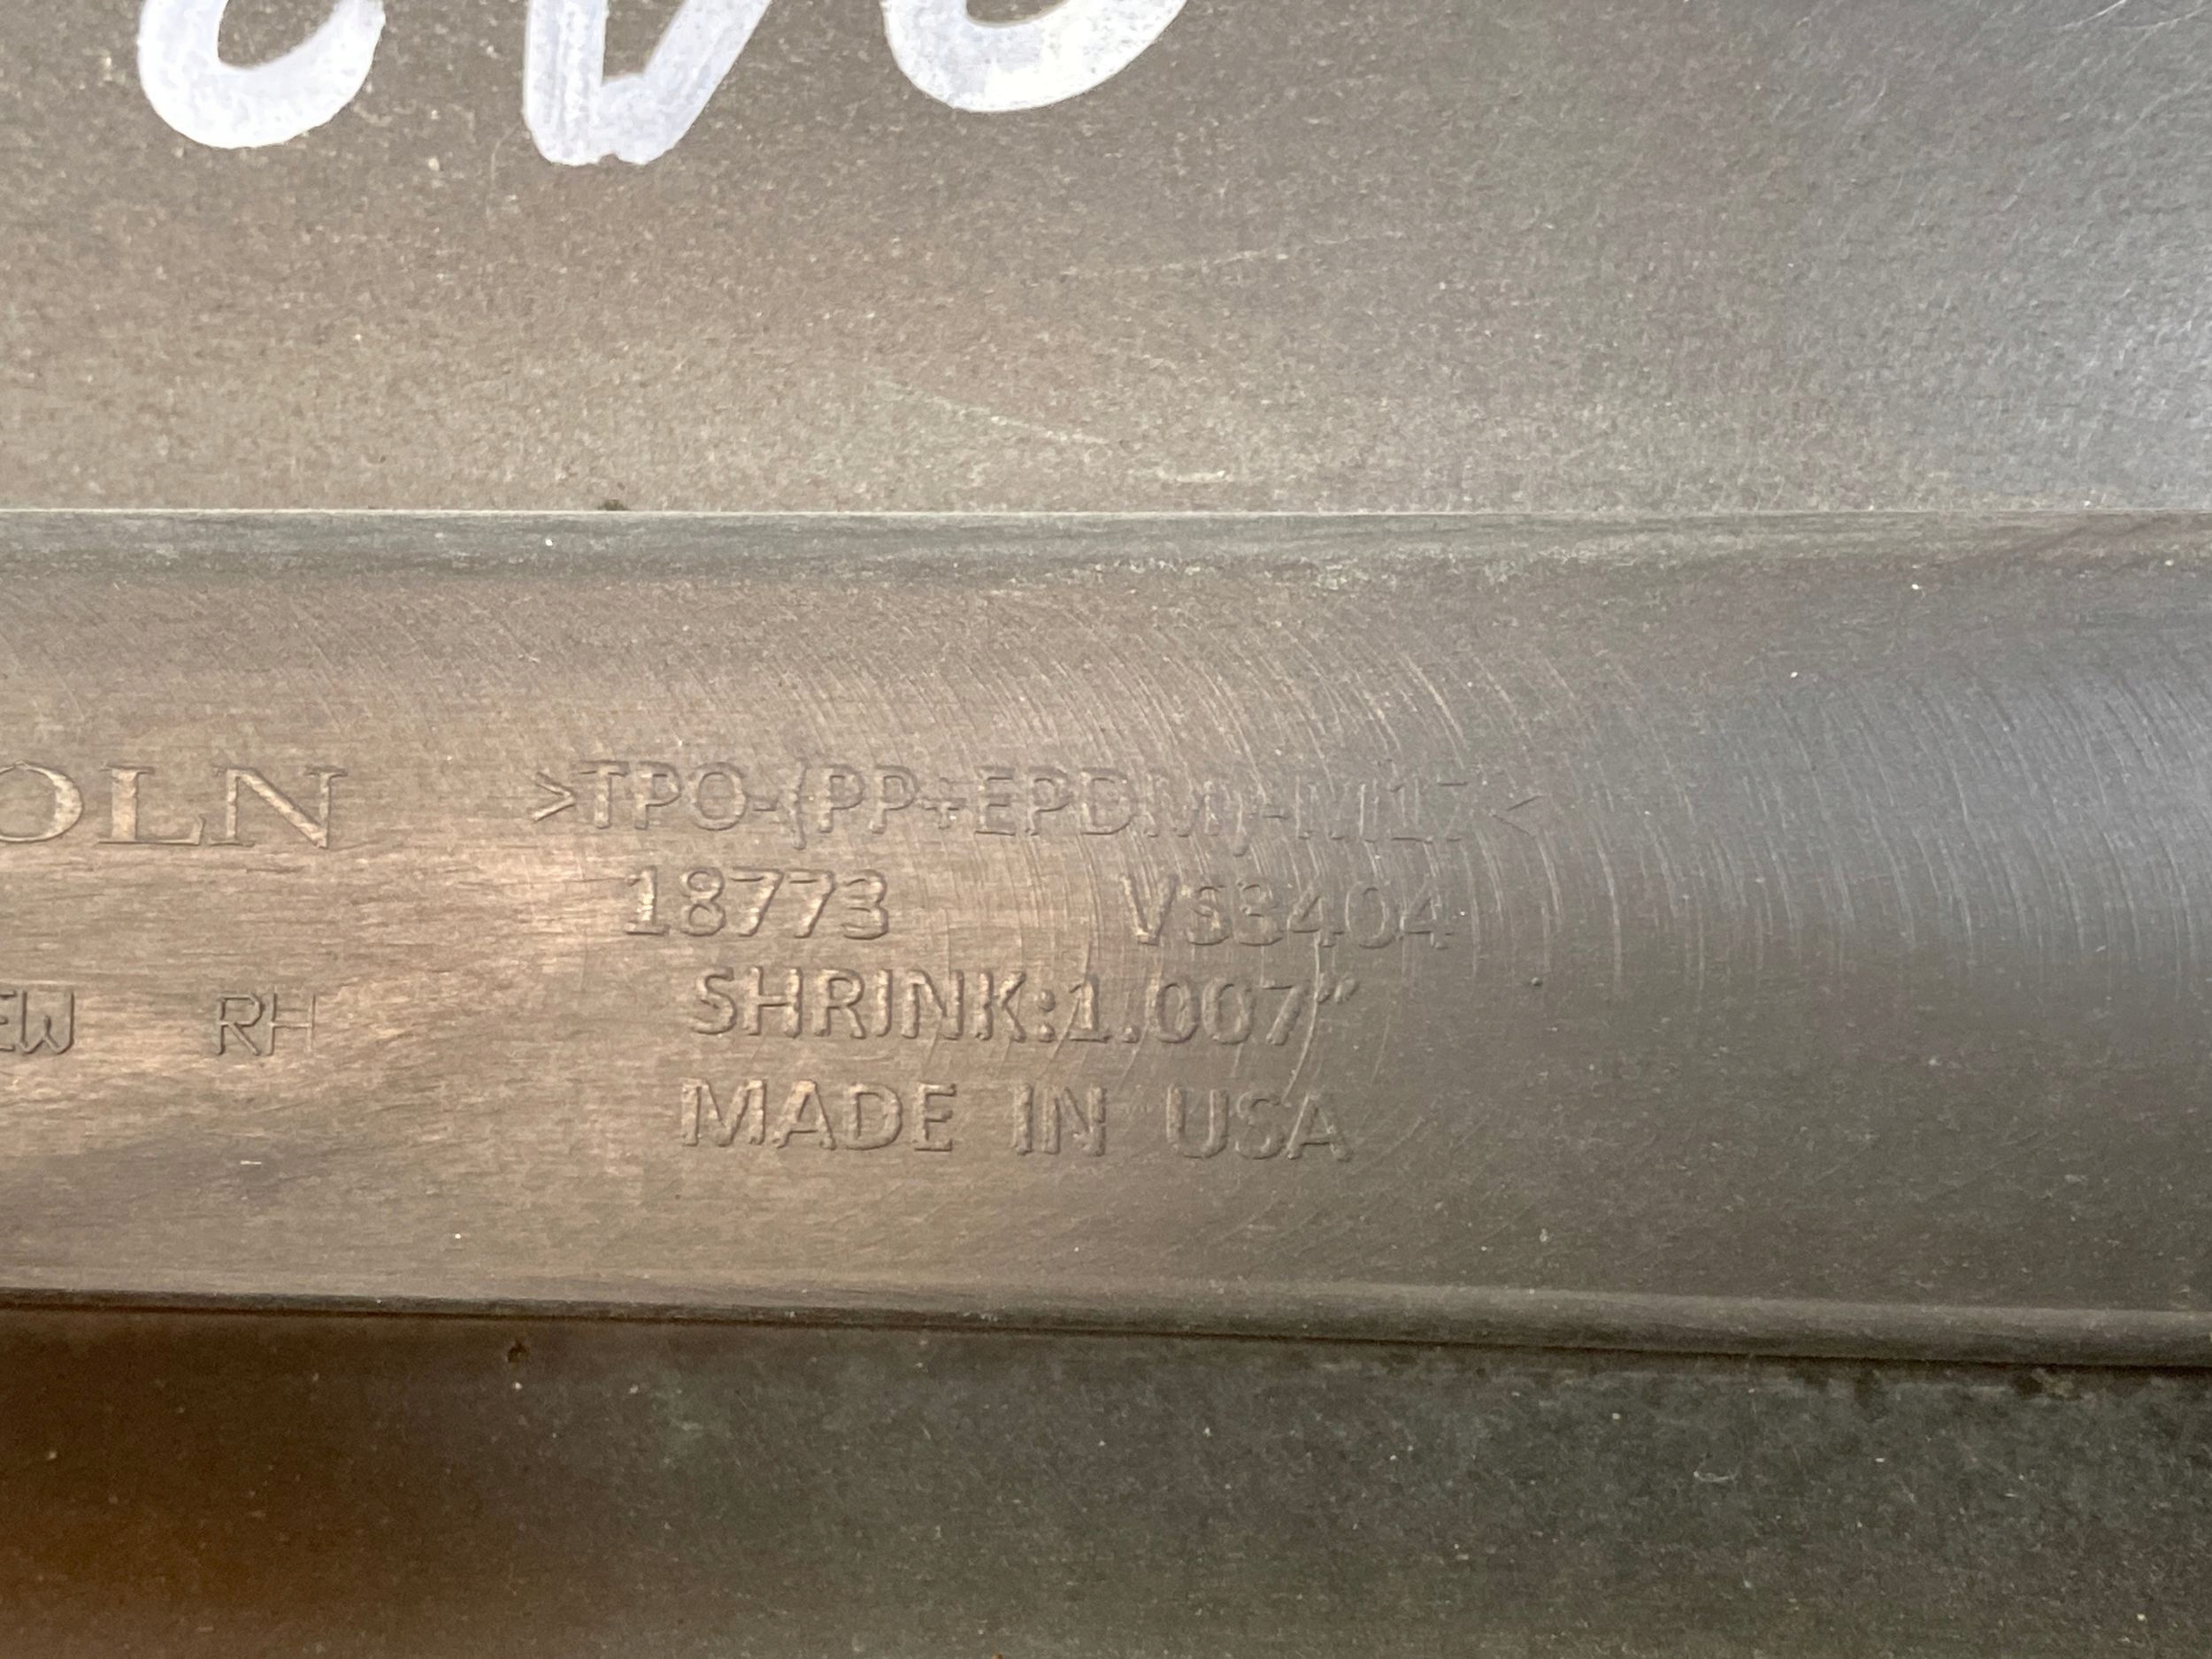 OLN >TPO-(PP+EPDM)-M17<
18773 VS3404
EW RH SHRINK:1.007"
MADE IN USA